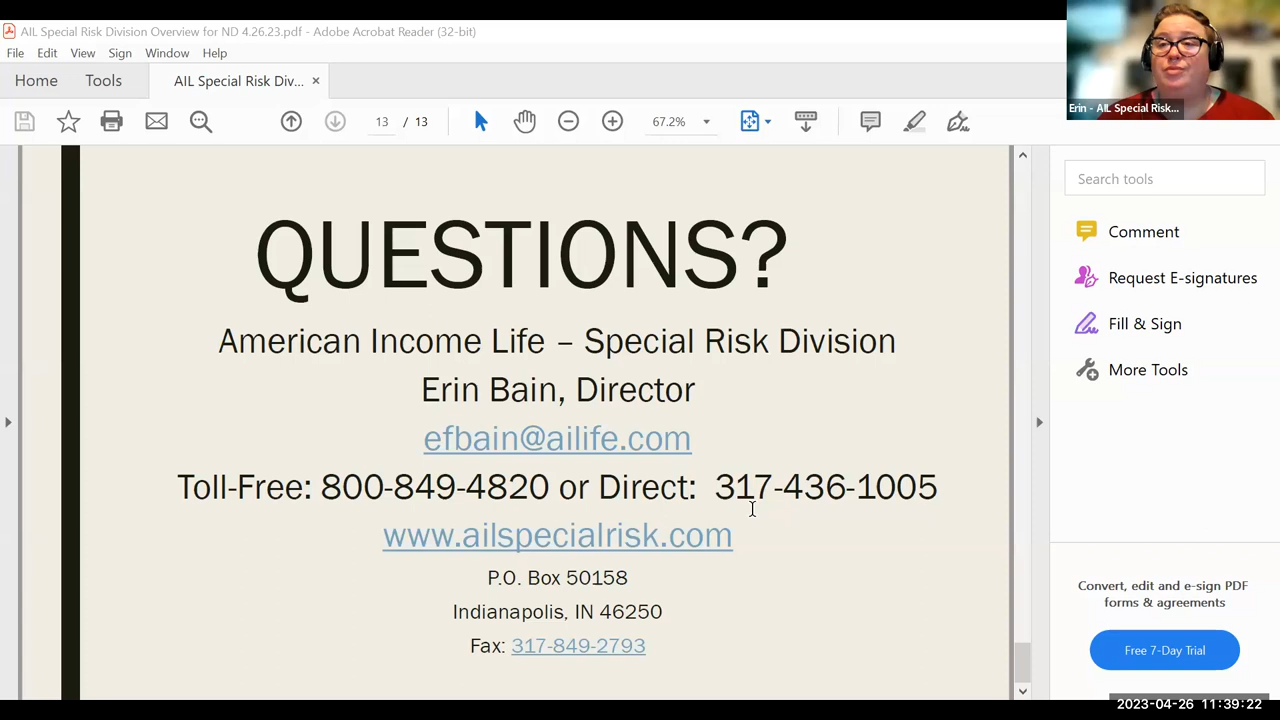 AIL Special Risk Division Overview for ND 4.26.23.pdf - Adobe Acrobat Reader (32-bit)
File Edit View Sign Window Help
Home Tools AIL Special Risk Div... ×
13 / 13 67.2%
Erin - AIL Special Risk...
QUESTIONS?
American Income Life – Special Risk Division
Erin Bain, Director
efbain@ailife.com
Toll-Free: 800-849-4820 or Direct: 317-436-1005
www.ailspecialrisk.com
P.O. Box 50158
Indianapolis, IN 46250
Fax: 317-849-2793
Search tools
Comment
Request E-signatures
Fill & Sign
More Tools
Convert, edit and e-sign PDF
forms & agreements
Free 7-Day Trial
2023-04-26 11:39:22